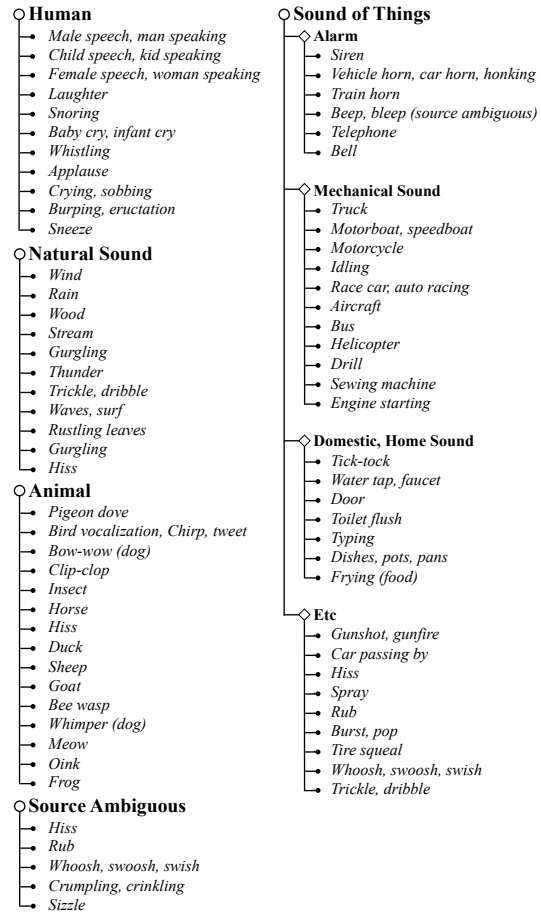 Human
Male speech, man speaking
Child speech, kid speaking
Female speech, woman speaking
Laughter
Snoring
Baby cry, infant cry
Whistling
Applause
Crying, sobbing
Burping, eructation
Sneeze
Natural Sound
Wind
Rain
Wood
Stream
Gurgling
Thunder
Trickle, dribble
Waves, surf
Rustling leaves
Gurgling
Hiss
Animal
Pigeon dove
Bird vocalization, Chirp, tweet
Bow-wow (dog)
Clip-clop
Insect
Horse
Hiss
Duck
Sheep
Goat
Bee wasp
Whimper (dog)
Meow
Oink
Frog
Source Ambiguous
Hiss
Rub
Whoosh, swoosh, swish
Crumpling, crinkling
Sizzle
Sound of Things
Alarm
Siren
Vehicle horn, car horn, honking
Train horn
Beep, bleep (source ambiguous)
Telephone
Bell
Mechanical Sound
Truck
Motorboat, speedboat
Motorcycle
Idling
Race car, auto racing
Aircraft
Bus
Helicopter
Drill
Sewing machine
Engine starting
Domestic, Home Sound
Tick-tock
Water tap, faucet
Door
Toilet flush
Typing
Dishes, pots, pans
Frying (food)
Etc
Gunshot, gunfire
Car passing by
Hiss
Spray
Rub
Burst, pop
Tire squeal
Whoosh, swoosh, swish
Trickle, dribble